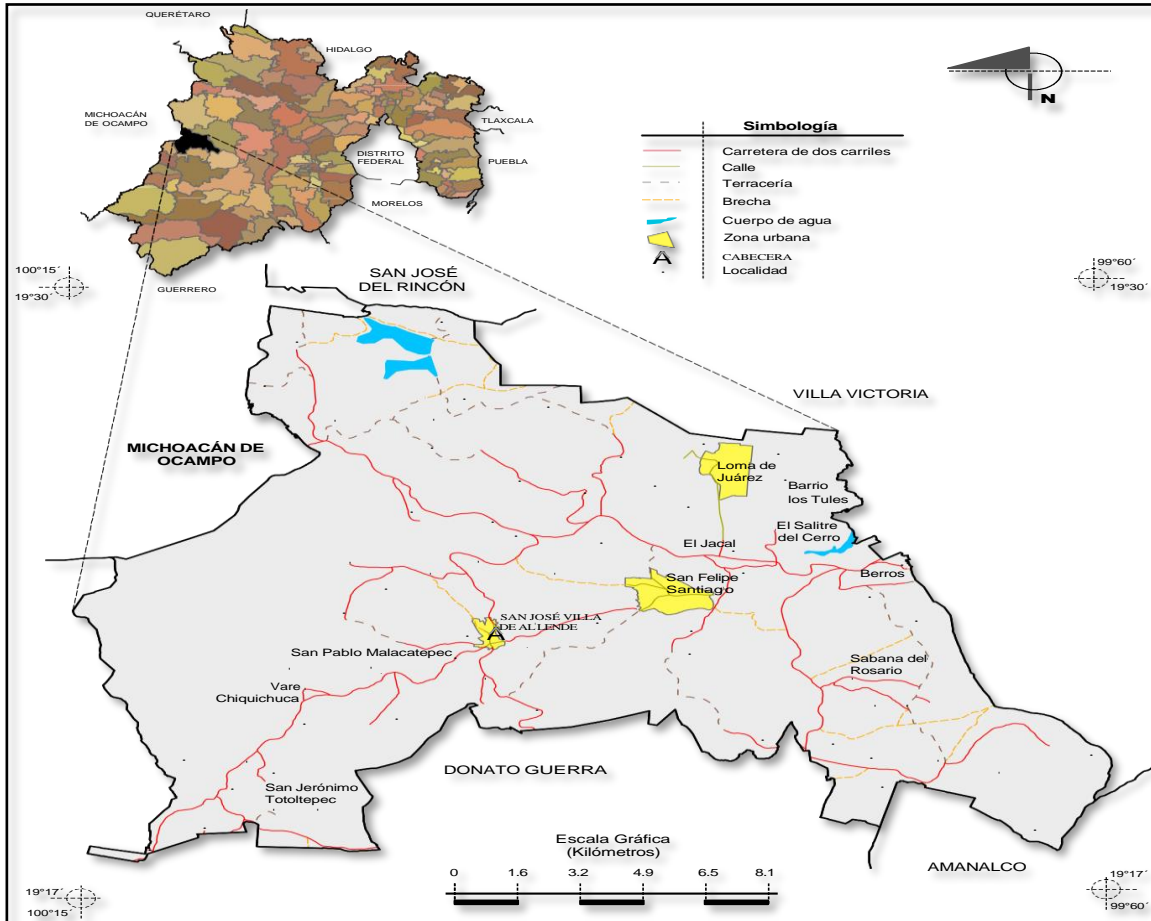 QUERÉTARO
HIDALGO
MICHOACÁN
DE OCAMPO
TLAXCALA
DISTRITO
FEDERAL
PUEBLA
MORELOS
GUERRERO
N
Simbología
Carretera de dos carriles
Calle
Terracería
Brecha
Cuerpo de agua
Zona urbana
A CABECERA
Localidad
100°15´
19°30´
99°60´
19°30´
SAN JOSÉ
DEL RINCÓN
VILLA VICTORIA
MICHOACÁN DE
OCAMPO
Loma de
Juárez
Barrio
los Tules
El Salitre
del Cerro
El Jacal
Berros
San Felipe
Santiago
SAN JOSÉ VILLA
DE ALLENDE
A
San Pablo Malacatepec
Sabana del
Rosario
Vare
Chiquichuca
DONATO GUERRA
San Jerónimo
Totoltepec
AMANALCO
Escala Gráfica
(Kilómetros)
0 1.6 3.2 4.9 6.5 8.1
19°17´
100°15´
19°17´
99°60´